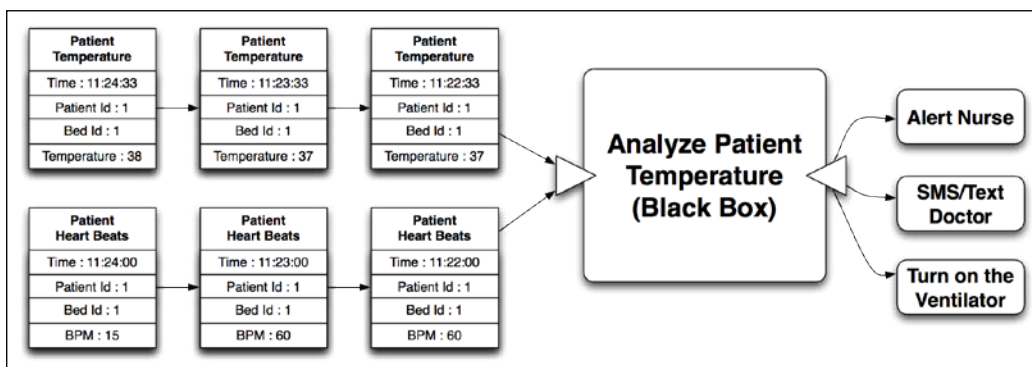 Patient
Temperature
Time : 11:24:33
Patient Id : 1
Bed Id : 1
Temperature : 38
Patient
Temperature
Time : 11:23:33
Patient Id : 1
Bed Id : 1
Temperature : 37
Patient
Temperature
Time : 11:22:33
Patient Id : 1
Bed Id : 1
Temperature : 37
Patient
Heart Beats
Time : 11:24:00
Patient Id : 1
Bed Id : 1
BPM : 15
Patient
Heart Beats
Time : 11:23:00
Patient Id : 1
Bed Id : 1
BPM : 60
Patient
Heart Beats
Time : 11:22:00
Patient Id : 1
Bed Id : 1
BPM : 60
Analyze Patient
Temperature
(Black Box)
Alert Nurse
SMS/Text
Doctor
Turn on the
Ventilator